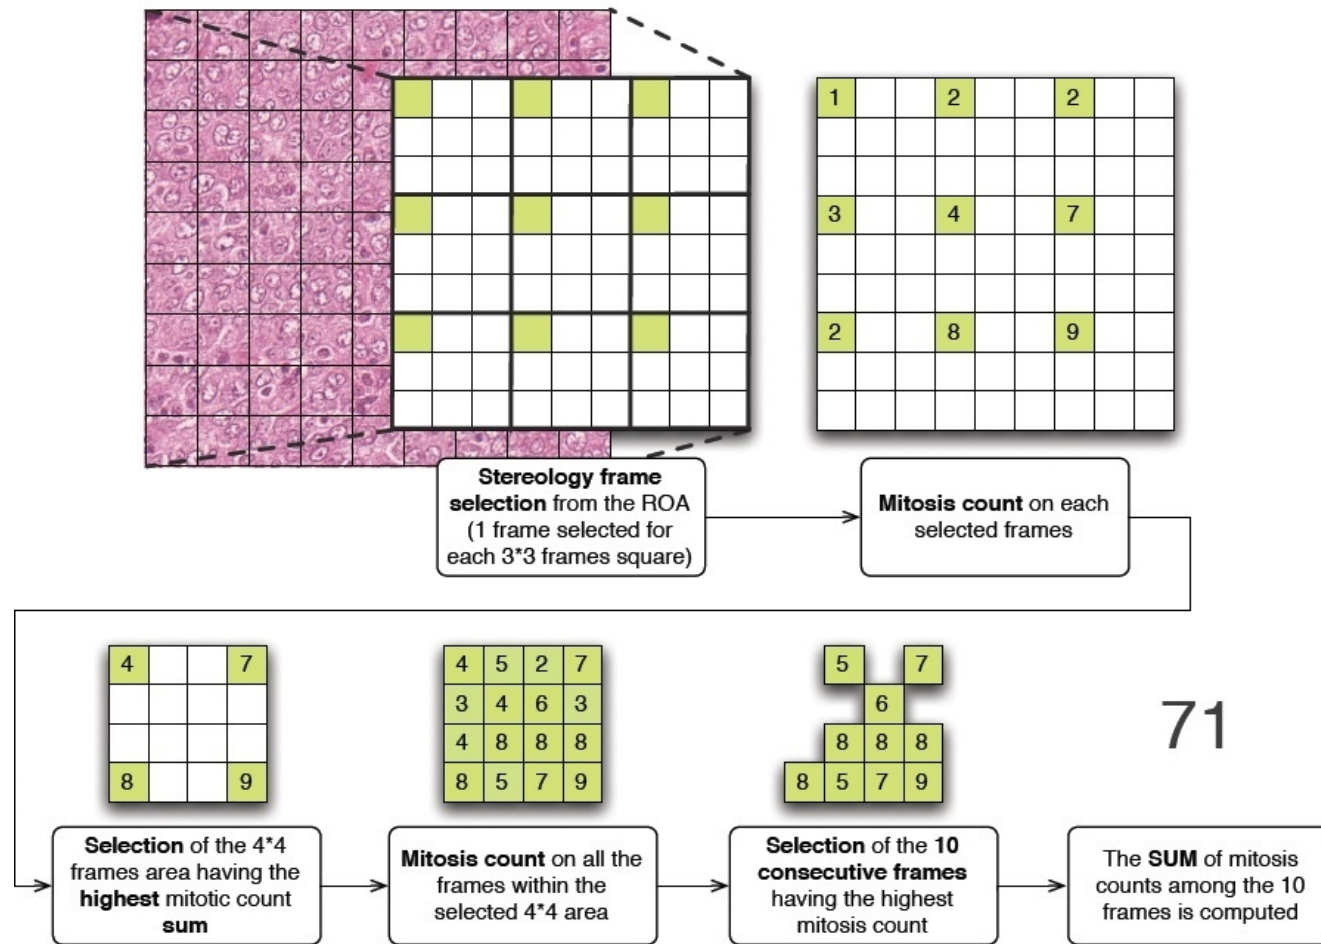 1 2 2
3 4 7
2 8 9
Stereology frame
selection from the ROA
(1 frame selected for
each 3*3 frames square)
Mitosis count on each
selected frames
4 7
8 9
4 5 2 7
3 4 6 3
4 8 8 8
8 5 7 9
5 7
6
8 8 8
8 5 7 9
71
Selection of the 4*4
frames area having the
highest mitotic count
sum
Mitosis count on all the
frames within the
selected 4*4 area
Selection of the 10
consecutive frames
having the highest
mitosis count
The SUM of mitosis
counts among the 10
frames is computed